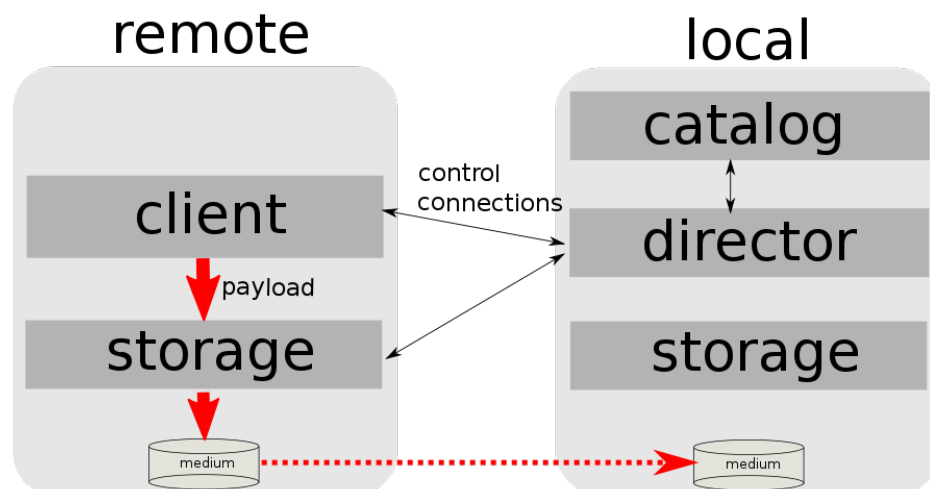 remote
local
catalog
control
connections
client
director
payload
storage
storage
medium
medium